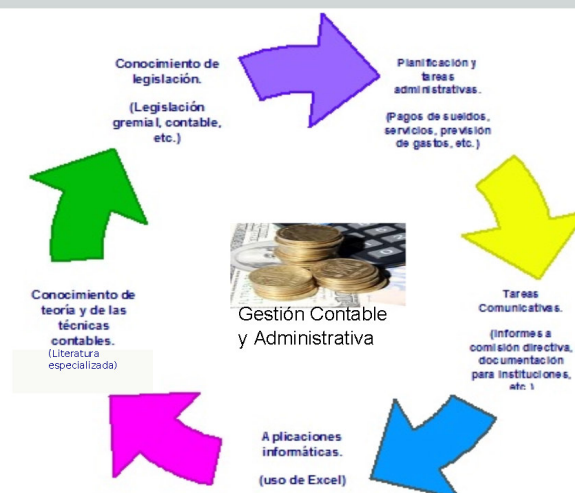 Conocimiento de
legislación.
(Legislación
gremial, contable,
etc.)
Planificación y
tareas
administrativas.
(Pagos de sueldos,
servicios, previsión
de gastos, etc.)
Tareas
Comunicativas.
(Informes a
comisión directiva,
documentación
para instituciones,
etc.)
Aplicaciones
informáticas.
(uso de Excel)
Conocimiento de
teoría y de las
técnicas
contables.
(Literatura
especializada)
Gestión Contable
y Administrativa